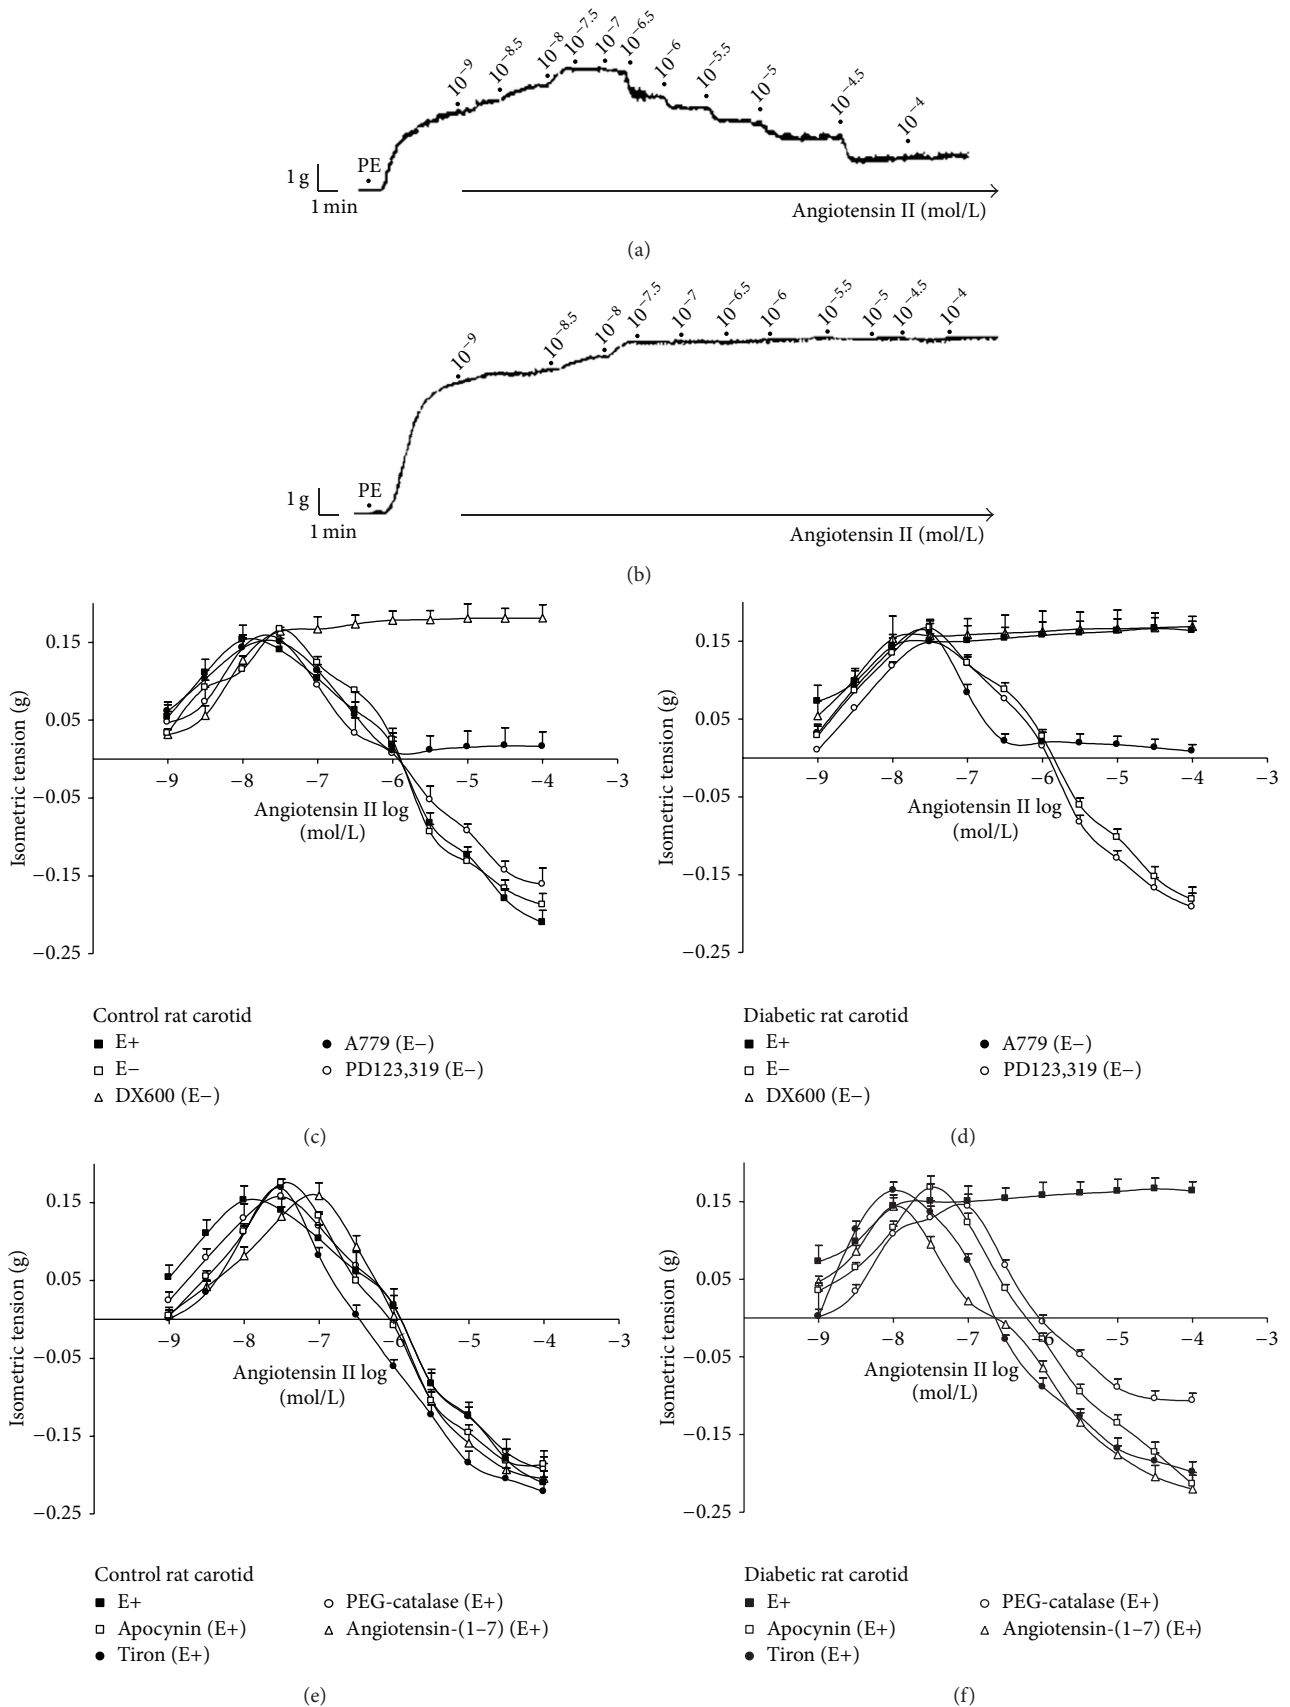 10−9 10−8.5 10−8 10−7.5 10−7 10−6.5 10−6 10−5.5 10−5 10−4.5 10−4
PE
1 g
1 min
Angiotensin II (mol/L)
(a)
10−9 10−8.5 10−8 10−7.5 10−7 10−6.5 10−6 10−5.5 10−5 10−4.5 10−4
PE
1 g
1 min
Angiotensin II (mol/L)
(b)
Isometric tension (g)
0.15
0.05
−0.05
−0.15
−0.25
−9 −8 −7 −6 −5 −4 −3
Angiotensin II log
(mol/L)
Control rat carotid
E+
E−
DX600 (E−)
A779 (E−)
PD123,319 (E−)
(c)
Isometric tension (g)
0.15
0.05
−0.05
−0.15
−0.25
−9 −8 −7 −6 −5 −4 −3
Angiotensin II log
(mol/L)
Diabetic rat carotid
E+
E−
DX600 (E−)
A779 (E−)
PD123,319 (E−)
(d)
Isometric tension (g)
0.15
0.05
−0.05
−0.15
−0.25
−9 −8 −7 −6 −5 −4 −3
Angiotensin II log
(mol/L)
Control rat carotid
E+
Apocynin (E+)
Tiron (E+)
PEG-catalase (E+)
Angiotensin-(1–7) (E+)
(e)
Isometric tension (g)
0.15
0.05
−0.05
−0.15
−0.25
−9 −8 −7 −6 −5 −4 −3
Angiotensin II log
(mol/L)
Diabetic rat carotid
E+
Apocynin (E+)
Tiron (E+)
PEG-catalase (E+)
Angiotensin-(1–7) (E+)
(f)